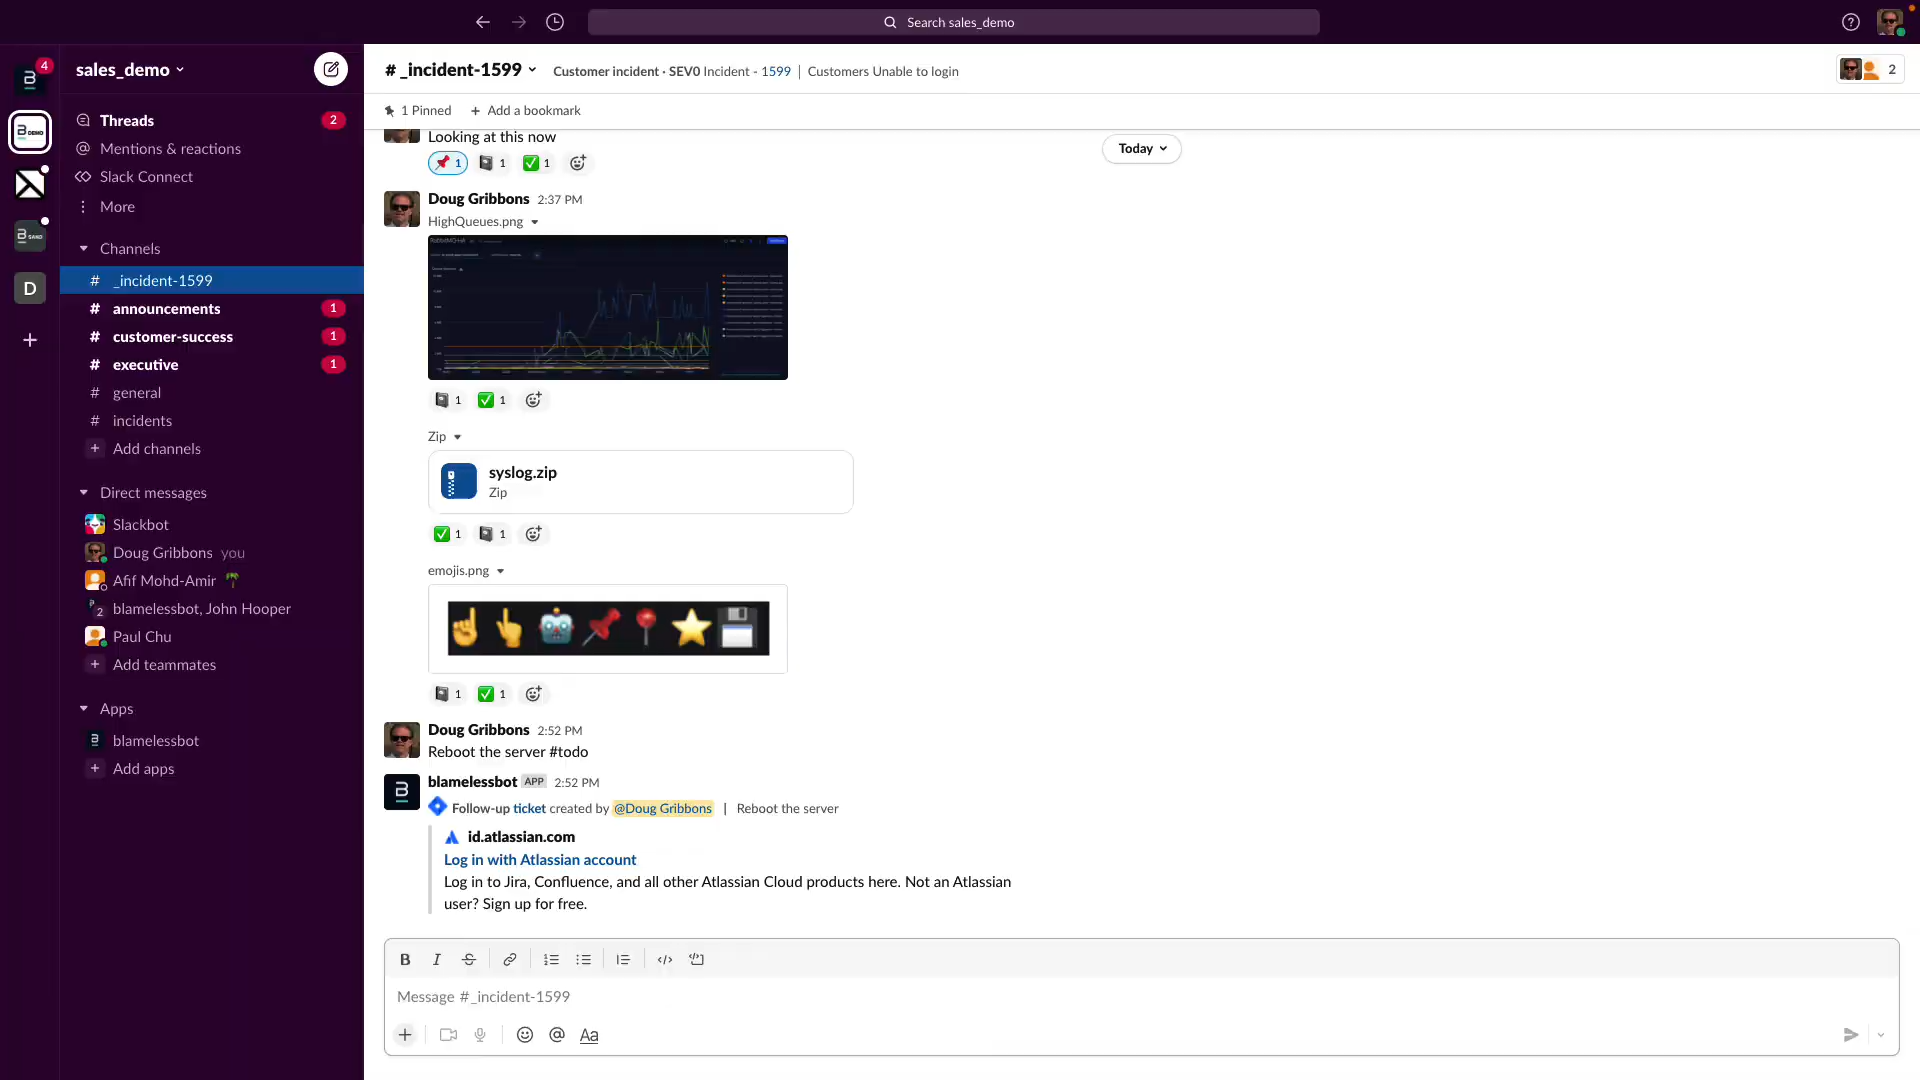 Search sales_demo
4
sales_demo
# _incident-1599
Customer incident · SEV0 Incident - 1599 | Customers Unable to login
2
1 Pinned
+ Add a bookmark
Threads 2
Mentions & reactions
Slack Connect
More
Channels
# _incident-1599
# announcements 1
# customer-success 1
# executive 1
# general
# incidents
+ Add channels
Direct messages
Slackbot
Doug Gribbons you
Afif Mohd-Amir
2 blamelessbot, John Hooper
Paul Chu
+ Add teammates
Apps
blamelessbot
+ Add apps
B DEMO
B SAND
D
Today
Looking at this now
1 1 1
Doug Gribbons 2:37 PM
HighQueues.png
1 1
Zip
syslog.zip
Zip
1 1
emojis.png
1 1
Doug Gribbons 2:52 PM
Reboot the server #todo
blamelessbot APP 2:52 PM
Follow-up ticket created by @Doug Gribbons | Reboot the server
id.atlassian.com
Log in with Atlassian account
Log in to Jira, Confluence, and all other Atlassian Cloud products here. Not an Atlassian
user? Sign up for free.
B I S
Message #_incident-1599
@ Aa